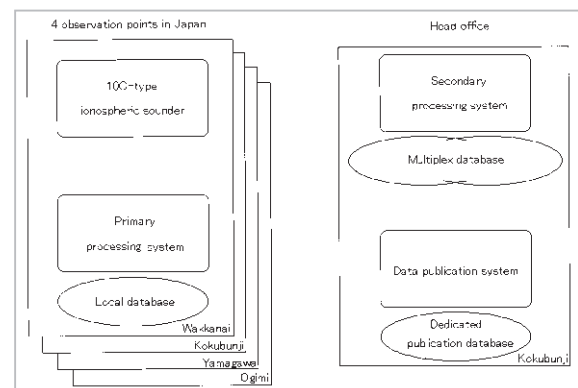 4 observation points in Japan
10C-type
ionospheric sounder
Primary
processing system
Local database
Wakkanai
Kokubunji
Yamagawa
Ogimi
Head office
Secondary
processing system
Multiplex database
Data publication system
Dedicated
publication database
Kokubunji